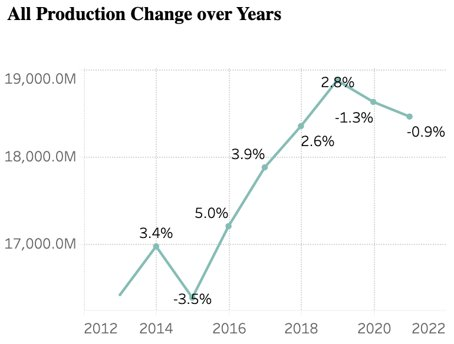 All Production Change over Years
19,000.0M
2.8%
-1.3%
-0.9%
3.9%
2.6%
18,000.0M
5.0%
3.4%
17,000.0M
-3.5%
2012 2014 2016 2018 2020 2022